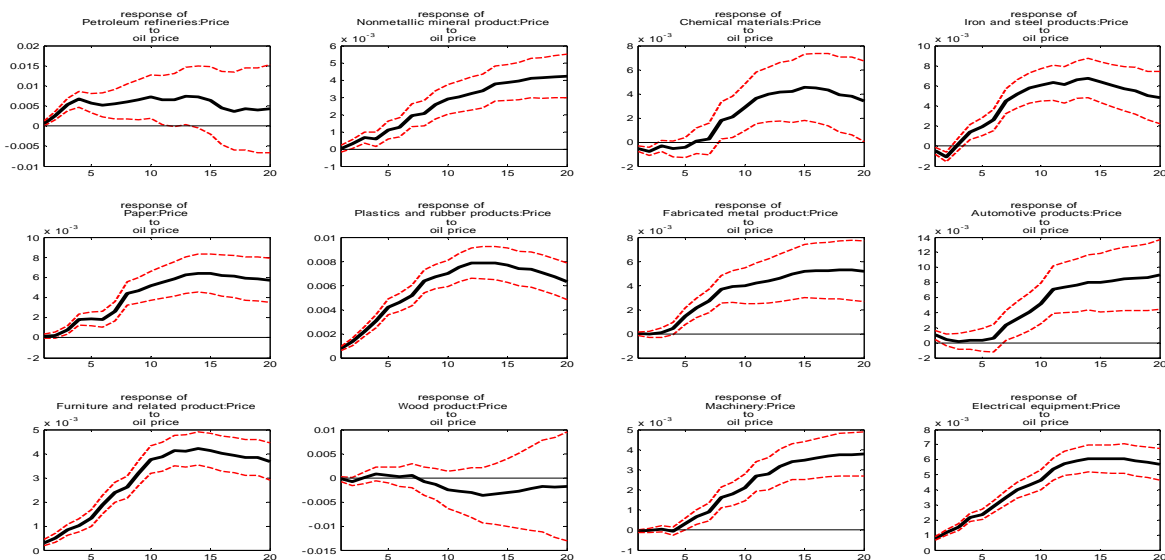 response of
Petroleum refineries:Price
to
oil price
0.02
0.015
0.01
0.005
0
-0.005
-0.01
5 10 15 20
response of
Nonmetallic mineral product:Price
to
oil price
x 10⁻³
6
5
4
3
2
1
0
-1
5 10 15 20
response of
Chemical materials:Price
to
oil price
x 10⁻³
8
6
4
2
0
-2
5 10 15 20
response of
Iron and steel products:Price
to
oil price
x 10⁻³
10
8
6
4
2
0
-2
5 10 15 20
response of
Paper:Price
to
oil price
x 10⁻³
10
8
6
4
2
0
-2
5 10 15 20
response of
Plastics and rubber products:Price
to
oil price
0.01
0.008
0.006
0.004
0.002
0
5 10 15 20
response of
Fabricated metal product:Price
to
oil price
x 10⁻³
8
6
4
2
0
-2
5 10 15 20
response of
Automotive products:Price
to
oil price
x 10⁻³
14
12
10
8
6
4
2
0
-2
5 10 15 20
response of
Furniture and related product:Price
to
oil price
x 10⁻³
5
4
3
2
1
0
5 10 15 20
response of
Wood product:Price
to
oil price
0.01
0.005
0
-0.005
-0.01
-0.015
5 10 15 20
response of
Machinery:Price
to
oil price
x 10⁻³
5
4
3
2
1
0
-1
5 10 15 20
response of
Electrical equipment:Price
to
oil price
x 10⁻³
8
7
6
5
4
3
2
1
0
5 10 15 20